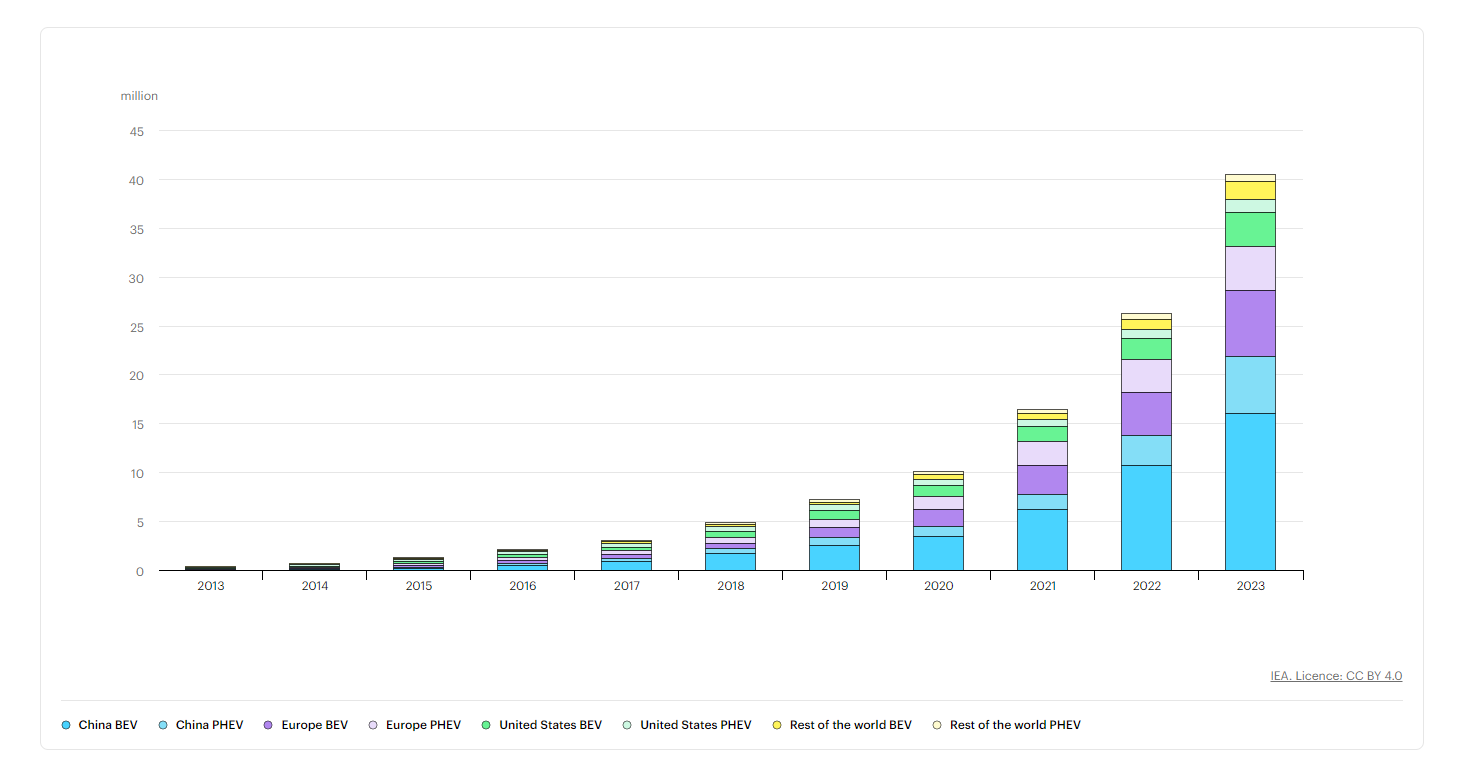 million
45
40
35
30
25
20
15
10
5
0
2013 2014 2015 2016 2017 2018 2019 2020 2021 2022 2023
IEA. Licence: CC BY 4.0
China BEV China PHEV Europe BEV Europe PHEV United States BEV United States PHEV Rest of the world BEV Rest of the world PHEV